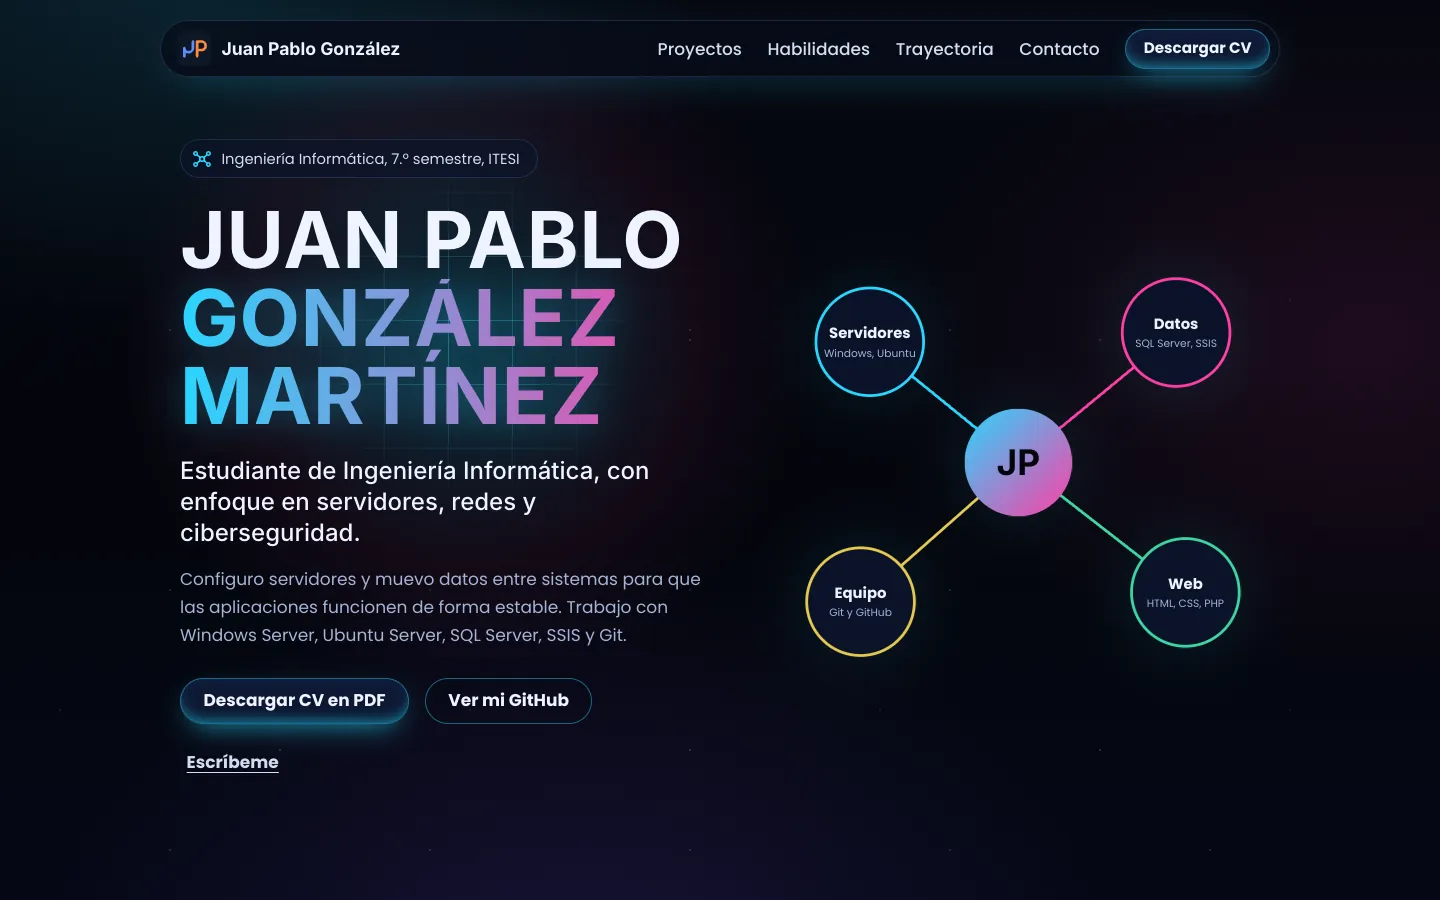 JP Juan Pablo González
Proyectos Habilidades Trayectoria Contacto Descargar CV
Ingeniería Informática, 7.º semestre, ITESI
JUAN PABLO
GONZÁLEZ
MARTÍNEZ
Estudiante de Ingeniería Informática, con
enfoque en servidores, redes y
ciberseguridad.
Configuro servidores y muevo datos entre sistemas para que
las aplicaciones funcionen de forma estable. Trabajo con
Windows Server, Ubuntu Server, SQL Server, SSIS y Git.
Descargar CV en PDF Ver mi GitHub
Escríbeme
Servidores
Windows, Ubuntu
Datos
SQL Server, SSIS
JP
Equipo
Git y GitHub
Web
HTML, CSS, PHP